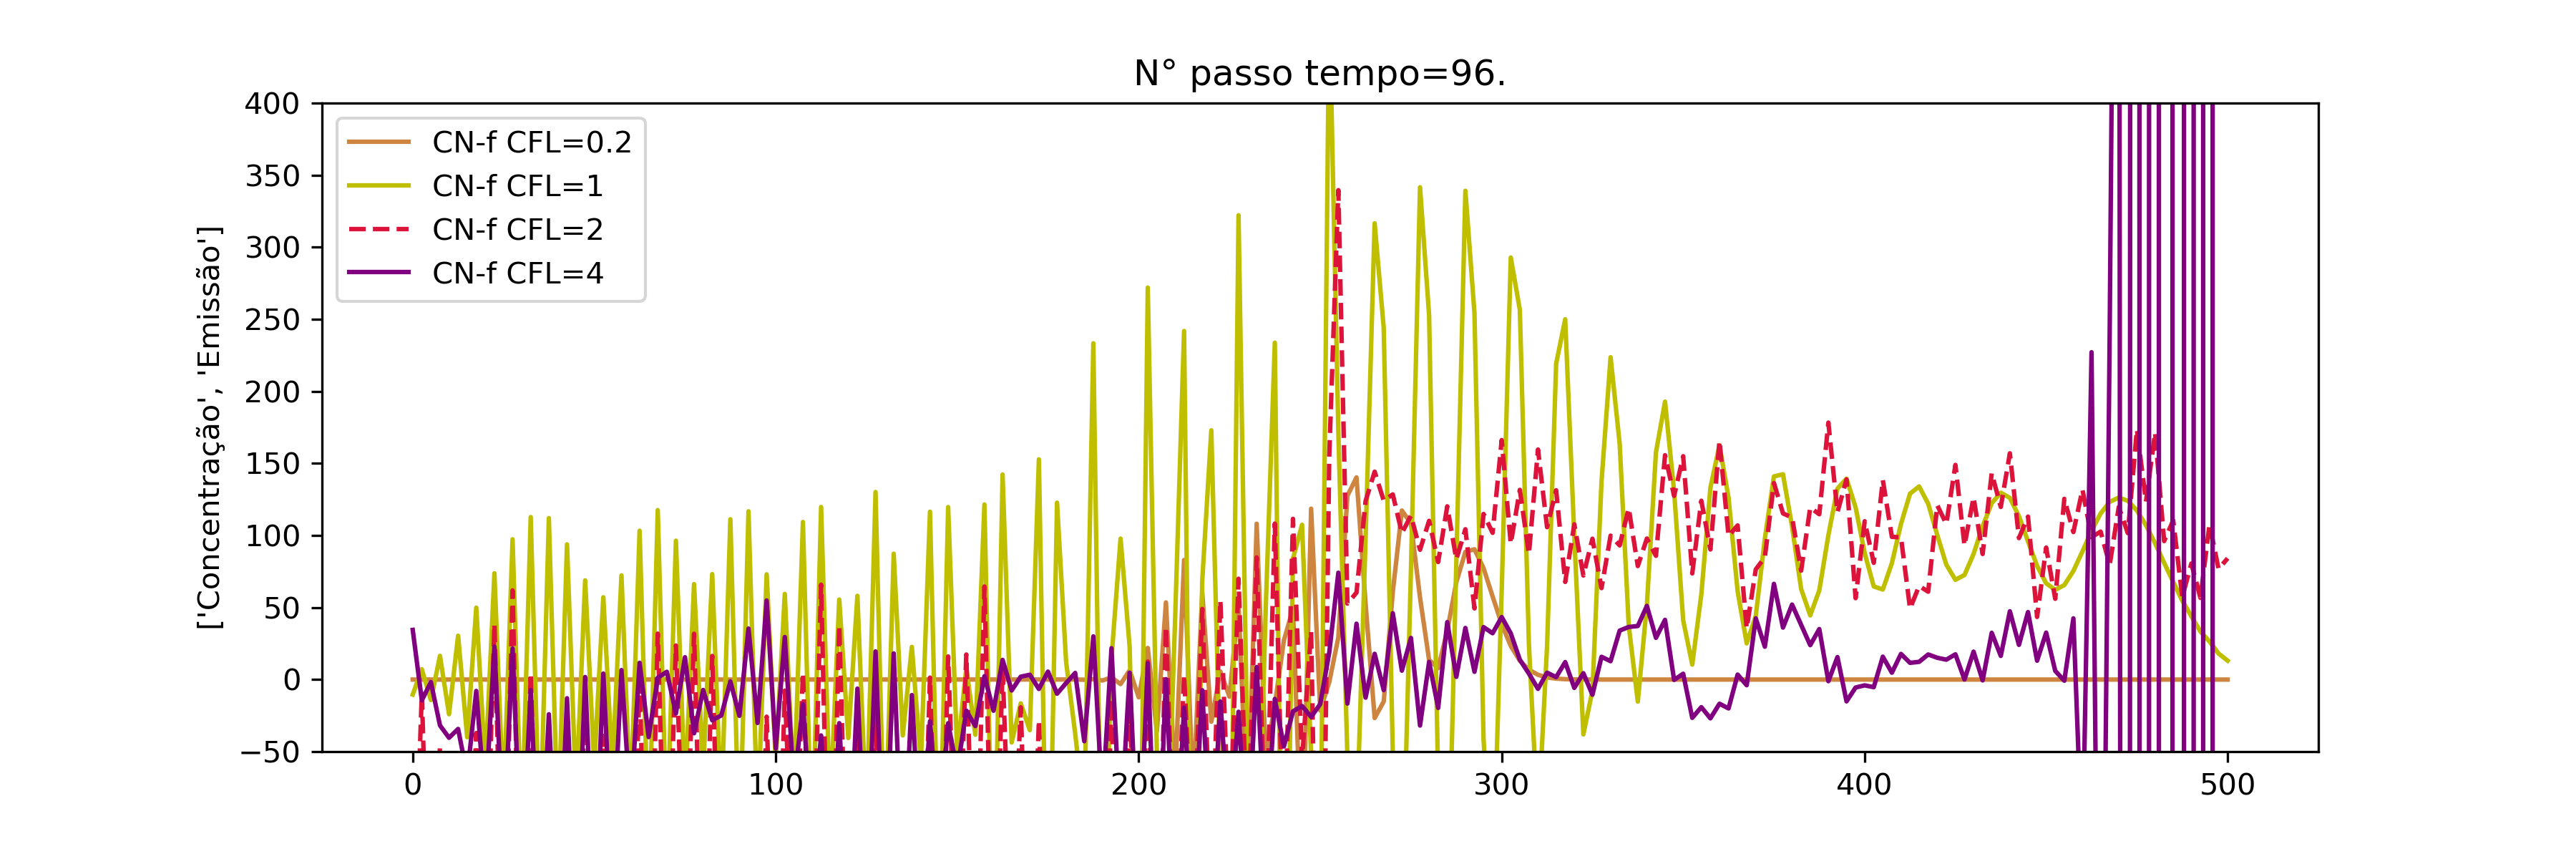 N° passo tempo=96.
400
350
300
250
200
150
100
50
0
−50
['Concentração', 'Emissão']
CN-f CFL=0.2
CN-f CFL=1
CN-f CFL=2
CN-f CFL=4
0 100 200 300 400 500